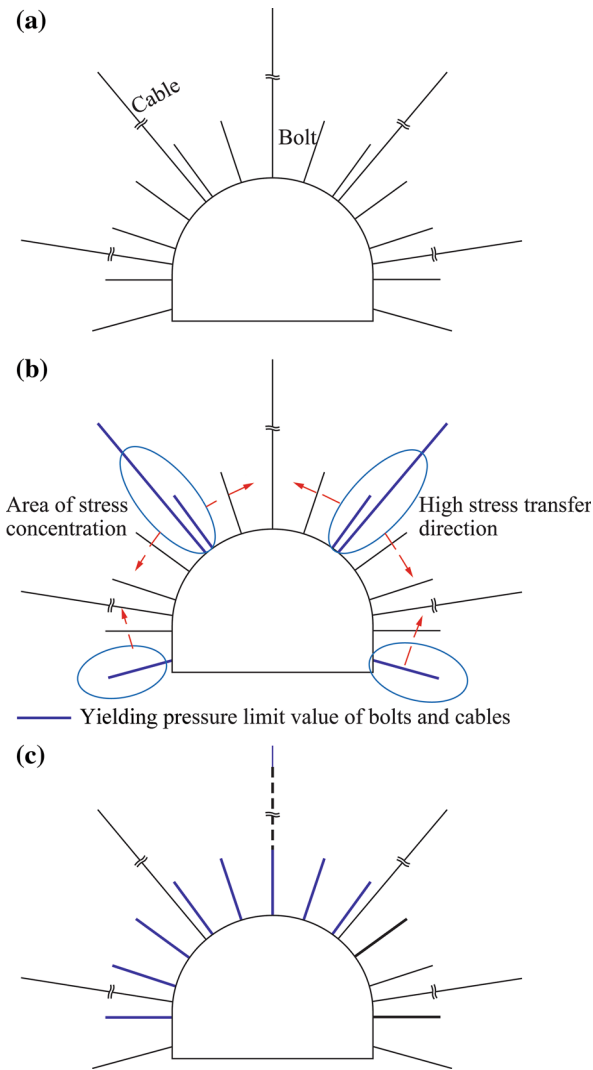 (a)
Cable
Bolt
(b)
Area of stress
concentration
High stress transfer
direction
Yielding pressure limit value of bolts and cables
(c)